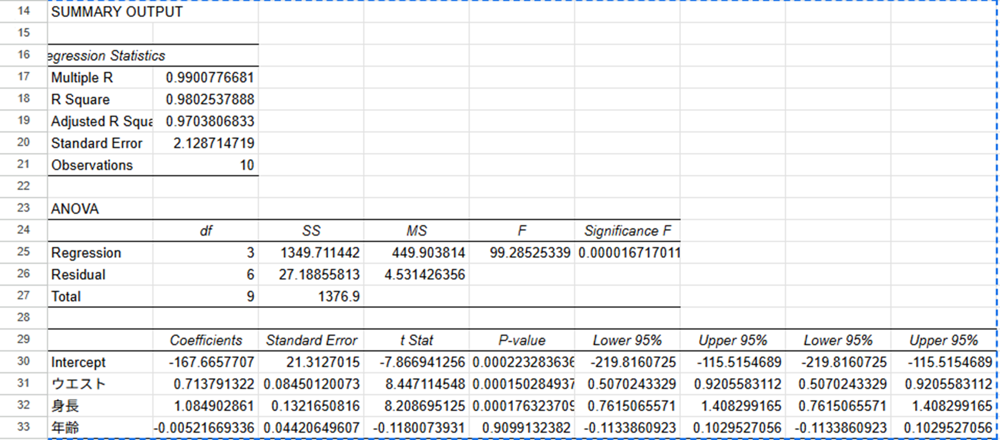 14 SUMMARY OUTPUT
15
16 egression Statistics
17 Multiple R 0.9900776681
18 R Square 0.9802537888
19 Adjusted R Squa 0.9703806833
20 Standard Error 2.128714719
21 Observations 10
22
23 ANOVA
24 df SS MS F Significance F
25 Regression 3 1349.711442 449.903814 99.28525339 0.000016717011
26 Residual 6 27.18855813 4.531426356
27 Total 9 1376.9
28
29 Coefficients Standard Error t Stat P-value Lower 95% Upper 95% Lower 95% Upper 95%
30 Intercept -167.6657707 21.3127015 -7.866941256 0.000223283636 -219.8160725 -115.5154689 -219.8160725 -115.5154689
31 ウエスト 0.713791322 0.08450120073 8.447114548 0.000150284937 0.5070243329 0.9205583112 0.5070243329 0.9205583112
32 身長 1.084902861 0.1321650816 8.208695125 0.000176323709 0.7615065571 1.408299165 0.7615065571 1.408299165
33 年齢 -0.00521669336 0.04420649607 -0.1180073931 0.9099132382 -0.1133860923 0.1029527056 -0.1133860923 0.1029527056